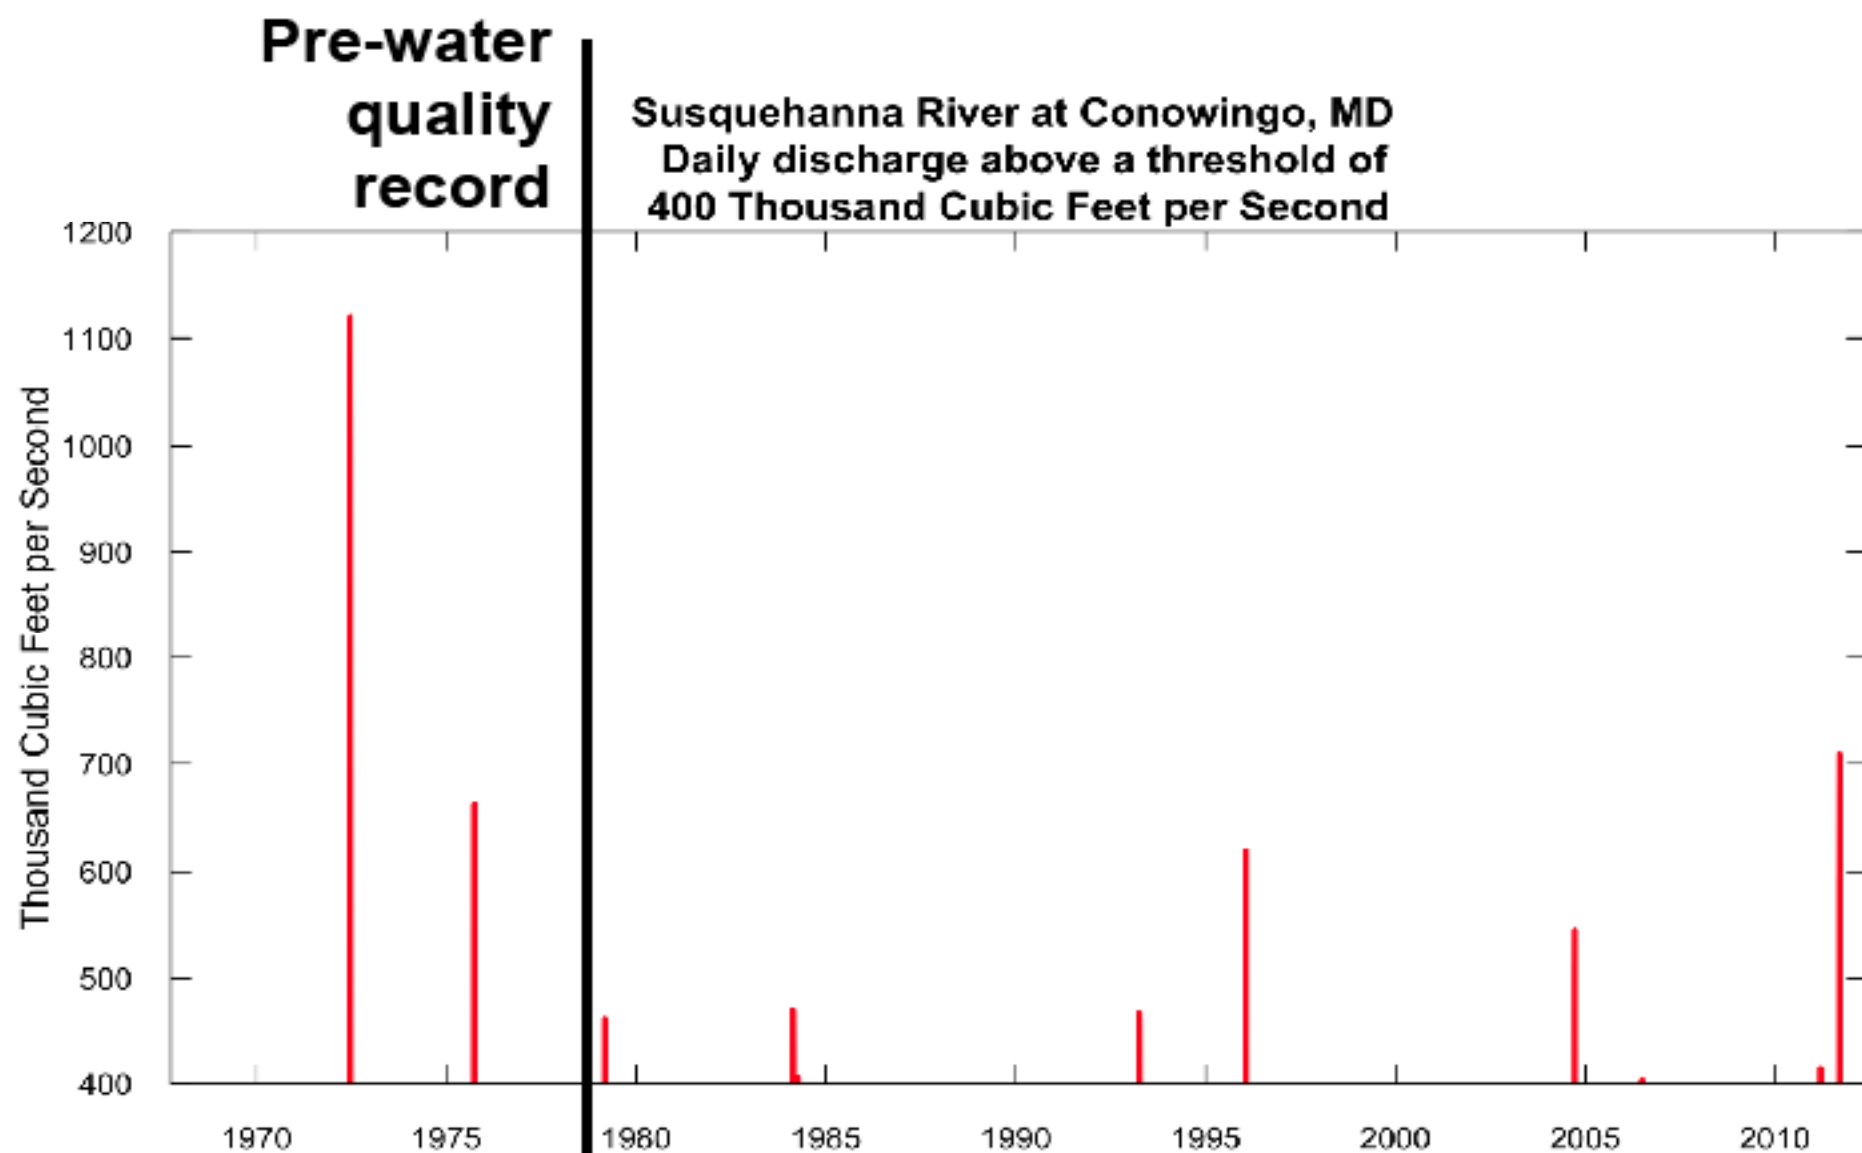 Pre-water
quality
record
Susquehanna River at Conowingo, MD
Daily discharge above a threshold of
400 Thousand Cubic Feet per Second
Thousand Cubic Feet per Second
1200
1100
1000
900
800
700
600
500
400
1970 1975 1980 1985 1990 1995 2000 2005 2010